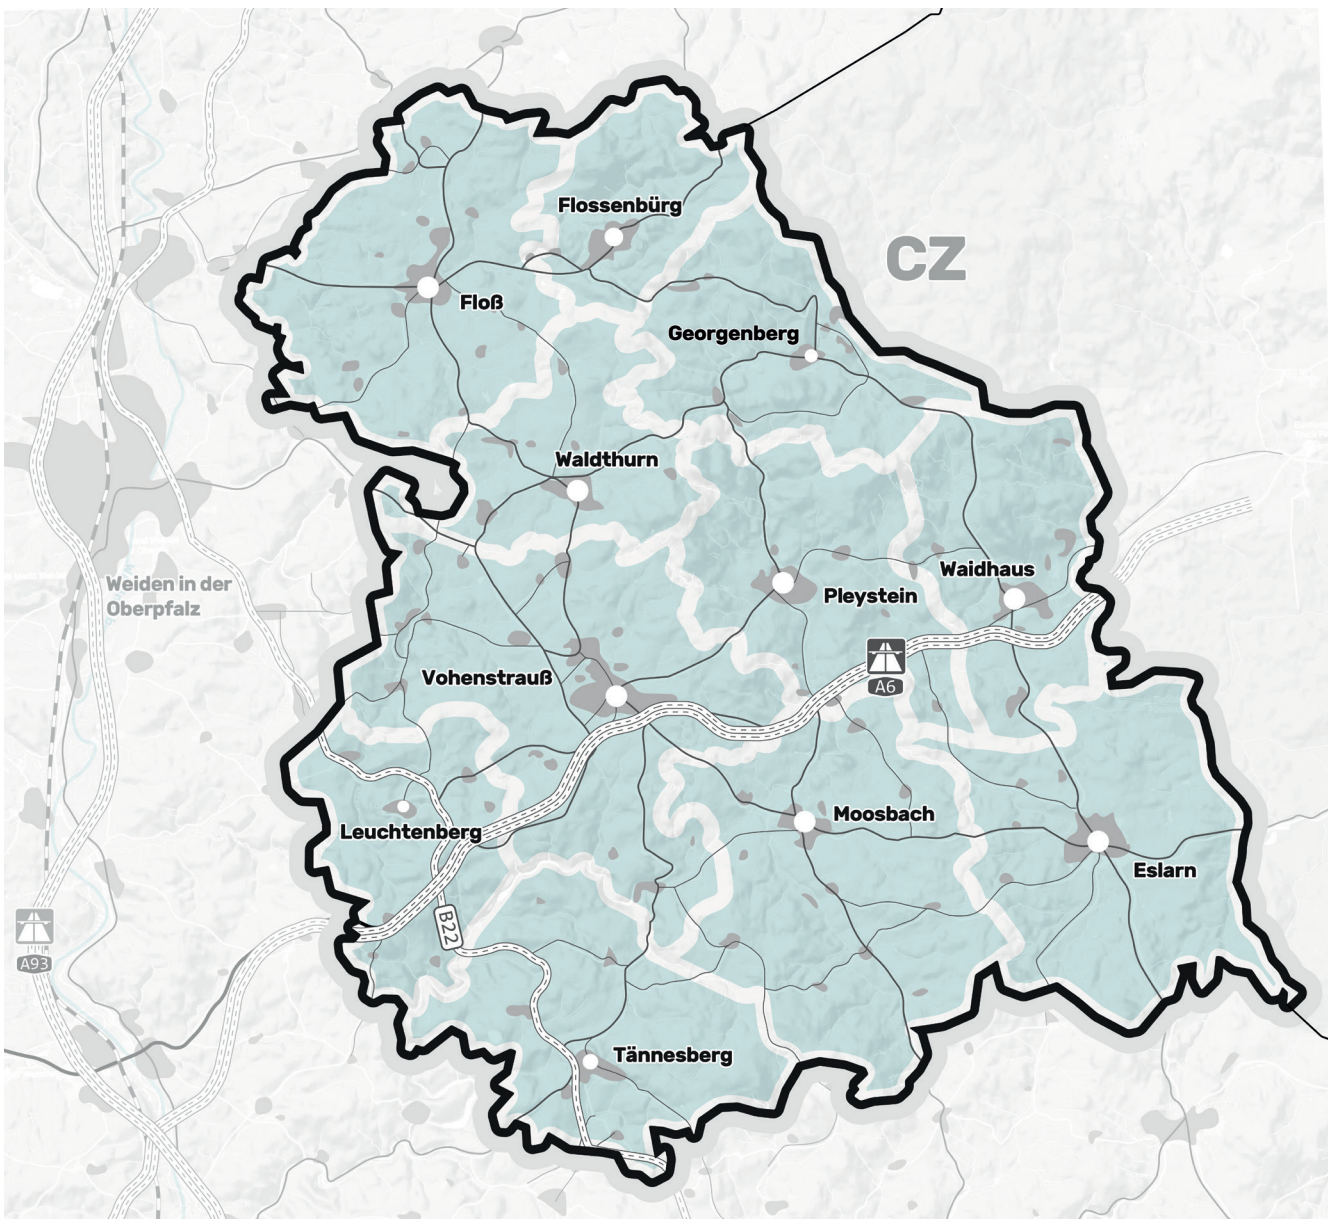 Flossenbürg
CZ
Floß
Georgenberg
Waldthurn
Waidhaus
Weiden in der
Oberpfalz
Pleystein
Vohenstrauß
A6
Moosbach
Leuchtenberg
Eslarn
B22
A93
Tännesberg